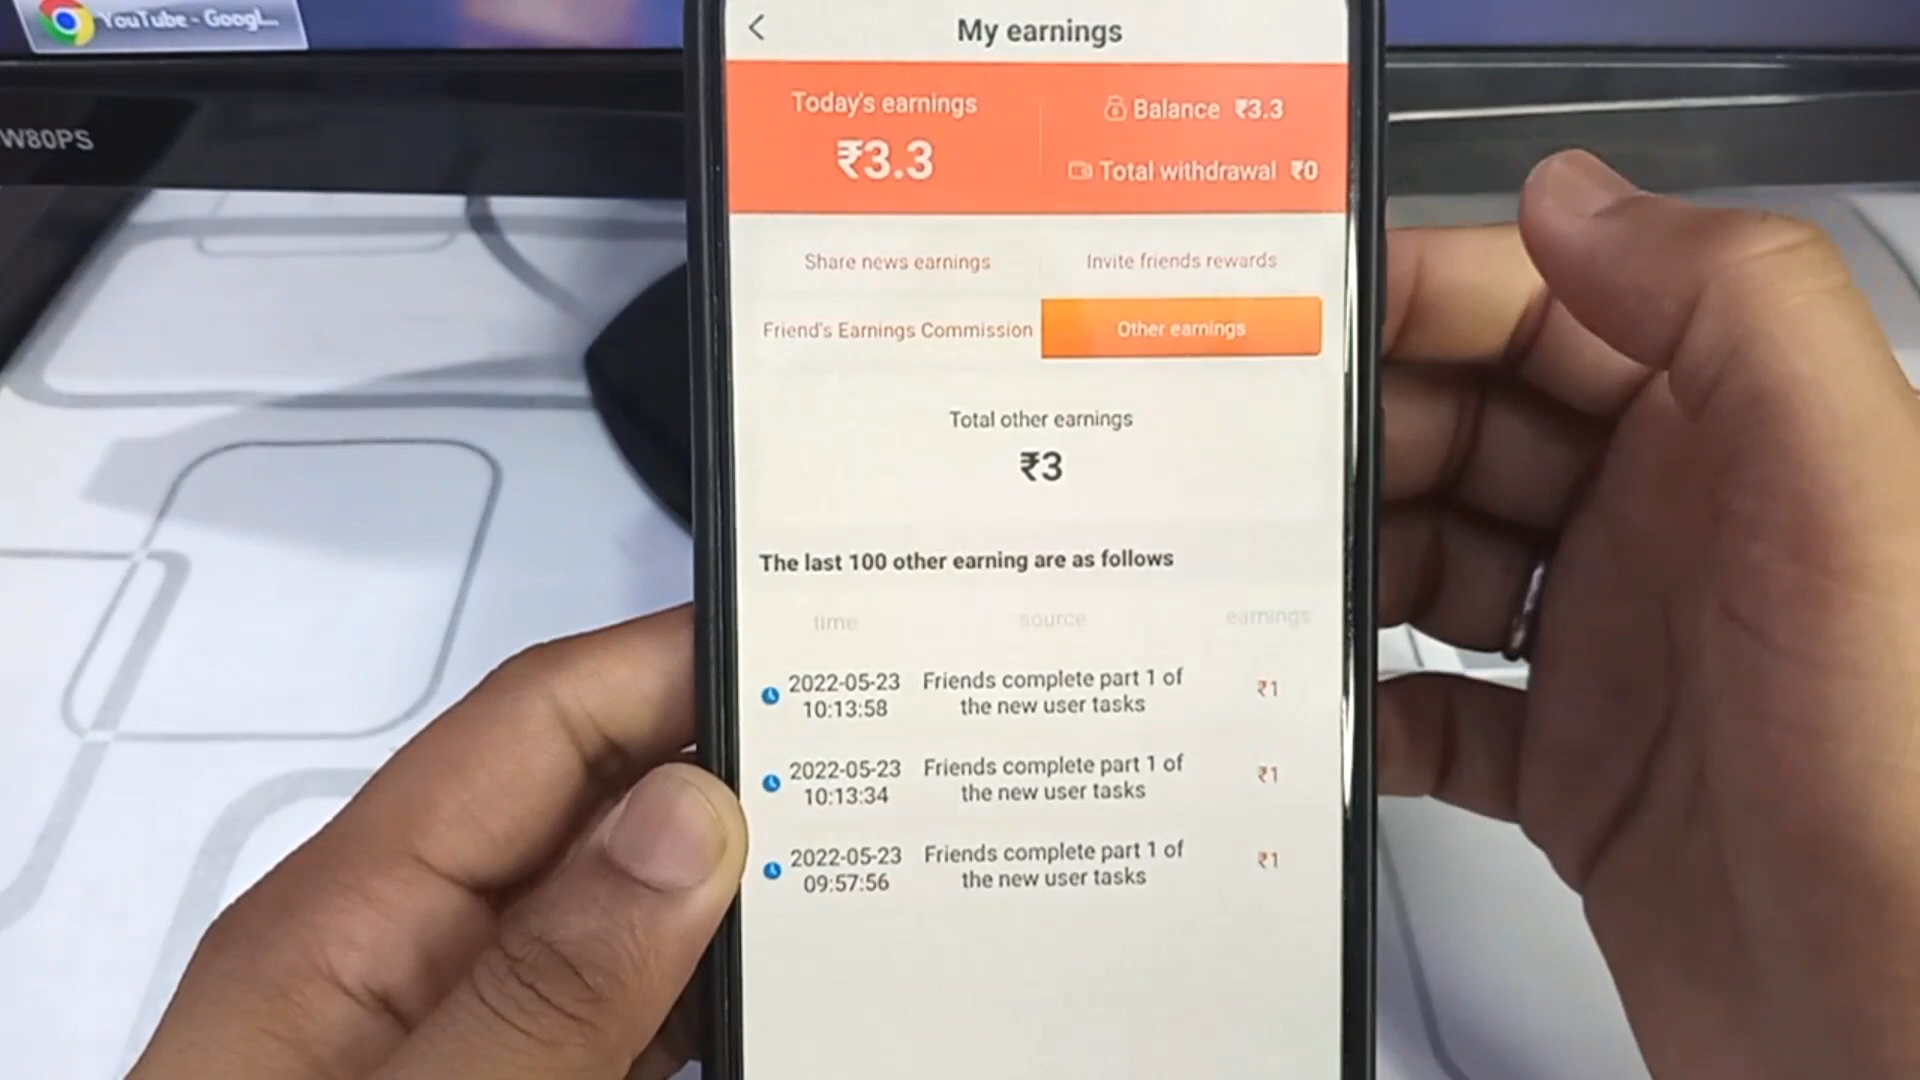 YouTube - Googl...
W80PS
My earnings
Today's earnings
₹3.3
Balance ₹3.3
Total withdrawal ₹0
Share news earnings
Invite friends rewards
Friend's Earnings Commission
Other earnings
Total other earnings
₹3
The last 100 other earning are as follows
time source earnings
2022-05-23 10:13:58 Friends complete part 1 of the new user tasks ₹1
2022-05-23 10:13:34 Friends complete part 1 of the new user tasks ₹1
2022-05-23 09:57:56 Friends complete part 1 of the new user tasks ₹1